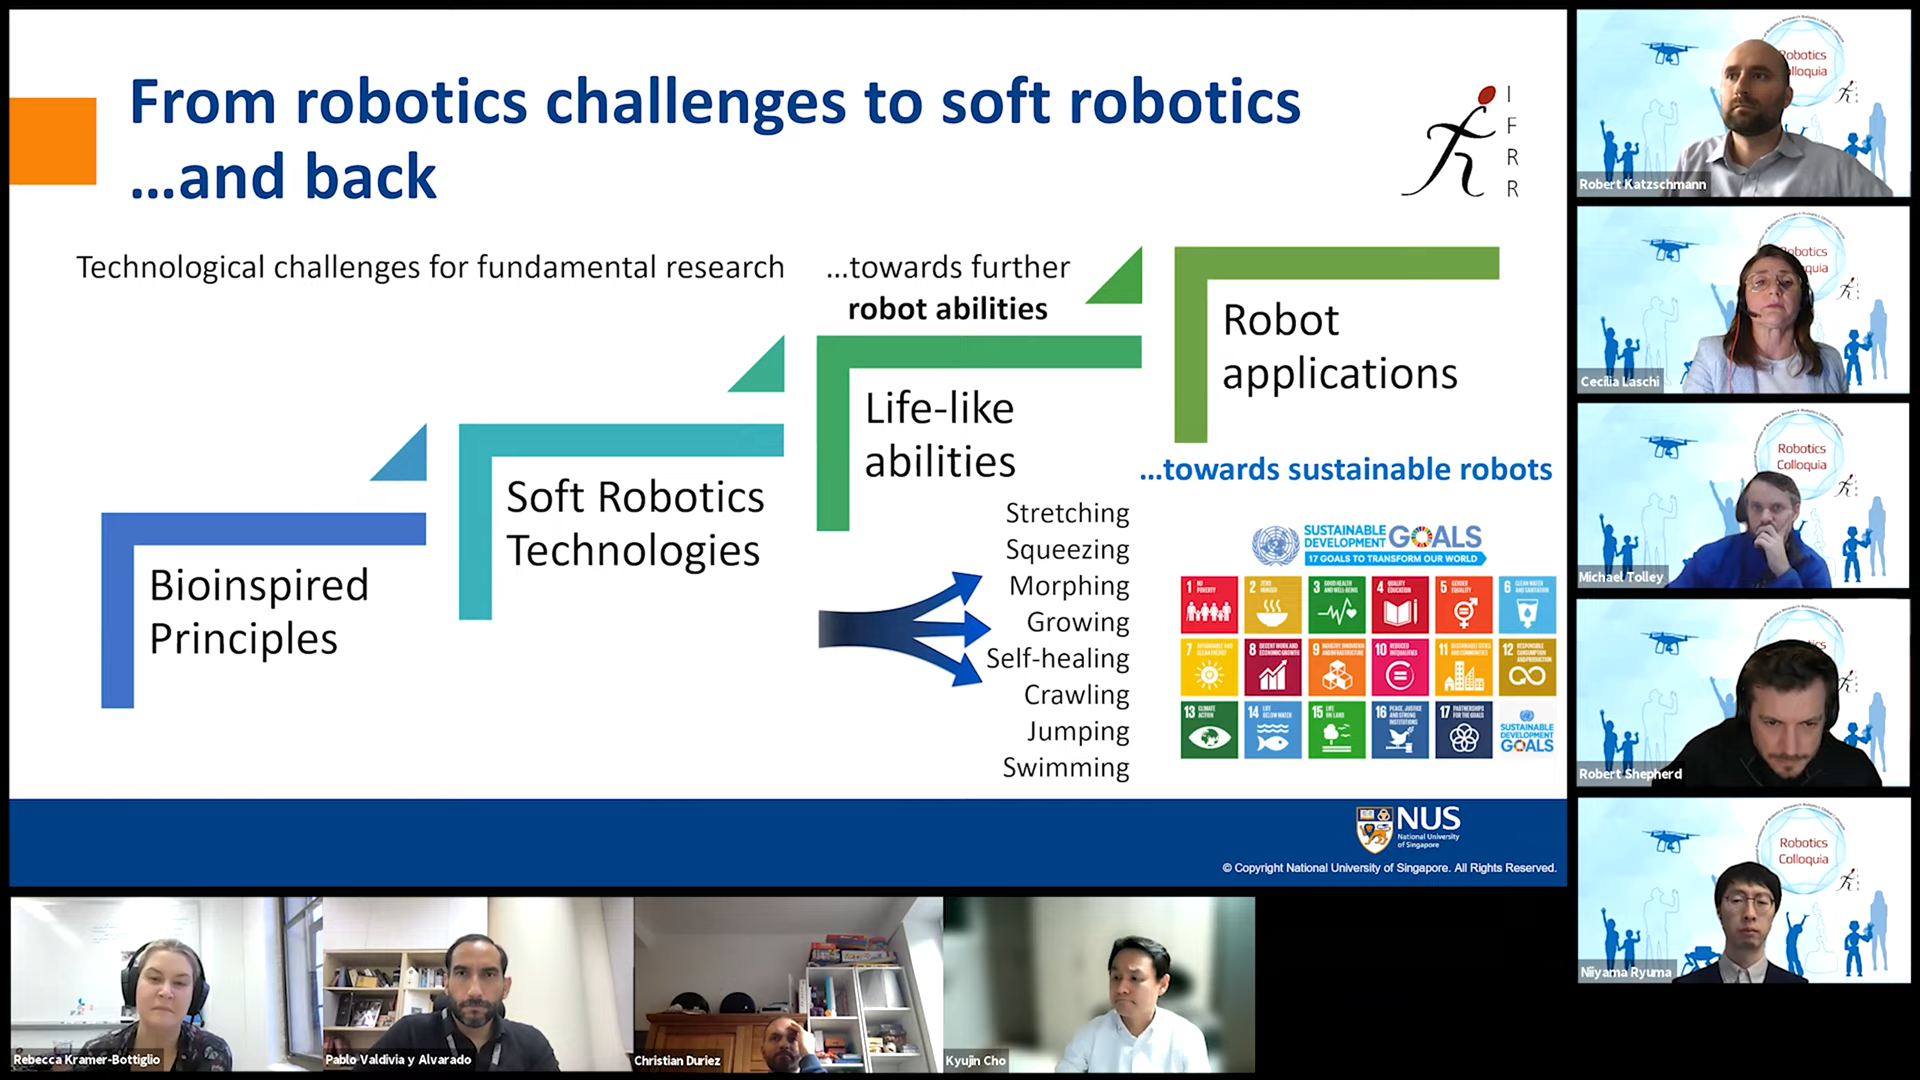 From robotics challenges to soft robotics
...and back
I
F
R
R
Technological challenges for fundamental research
...towards further
robot abilities
Robot
applications
Life-like
abilities
Soft Robotics
Technologies
Bioinspired
Principles
...towards sustainable robots
Stretching
Squeezing
Morphing
Growing
Self-healing
Crawling
Jumping
Swimming
SUSTAINABLE
DEVELOPMENT GOALS
17 GOALS TO TRANSFORM OUR WORLD
1 NO
POVERTY
2 ZERO
HUNGER
3 GOOD HEALTH
AND WELL-BEING
4 QUALITY
EDUCATION
5 GENDER
EQUALITY
6 CLEAN WATER
AND SANITATION
7 AFFORDABLE AND
CLEAN ENERGY
8 DECENT WORK AND
ECONOMIC GROWTH
9 INDUSTRY, INNOVATION
AND INFRASTRUCTURE
10 REDUCED
INEQUALITIES
11 SUSTAINABLE CITIES
AND COMMUNITIES
12 RESPONSIBLE
CONSUMPTION
AND PRODUCTION
13 CLIMATE
ACTION
14 LIFE
BELOW WATER
15 LIFE
ON LAND
16 PEACE, JUSTICE
AND STRONG
INSTITUTIONS
17 PARTNERSHIPS
FOR THE GOALS
SUSTAINABLE
DEVELOPMENT
GOALS
NUS
National University
of Singapore
© Copyright National University of Singapore. All Rights Reserved.
Robotics
lloquia
Robert Katzschmann
Robotics
quia
Cecilia Laschi
Robotics
Colloquia
Michael Tolley
Robert Shepherd
Robotics
Colloquia
Niiyama Ryuma
Rebecca Kramer-Bottiglio
Pablo Valdivia y Alvarado
Christian Duriez
Kyujin Cho